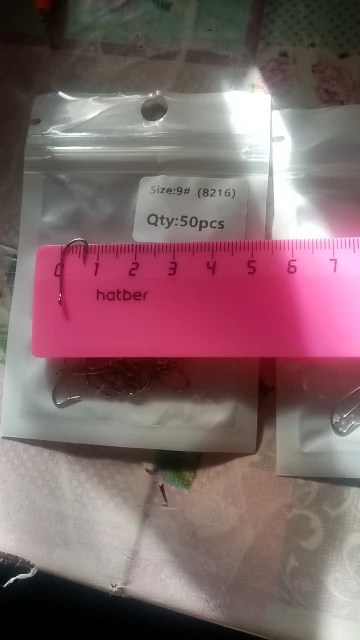 Size:9# (8216)
Qty:50pcs
0 1 2 3 4 5 6 7
hatber